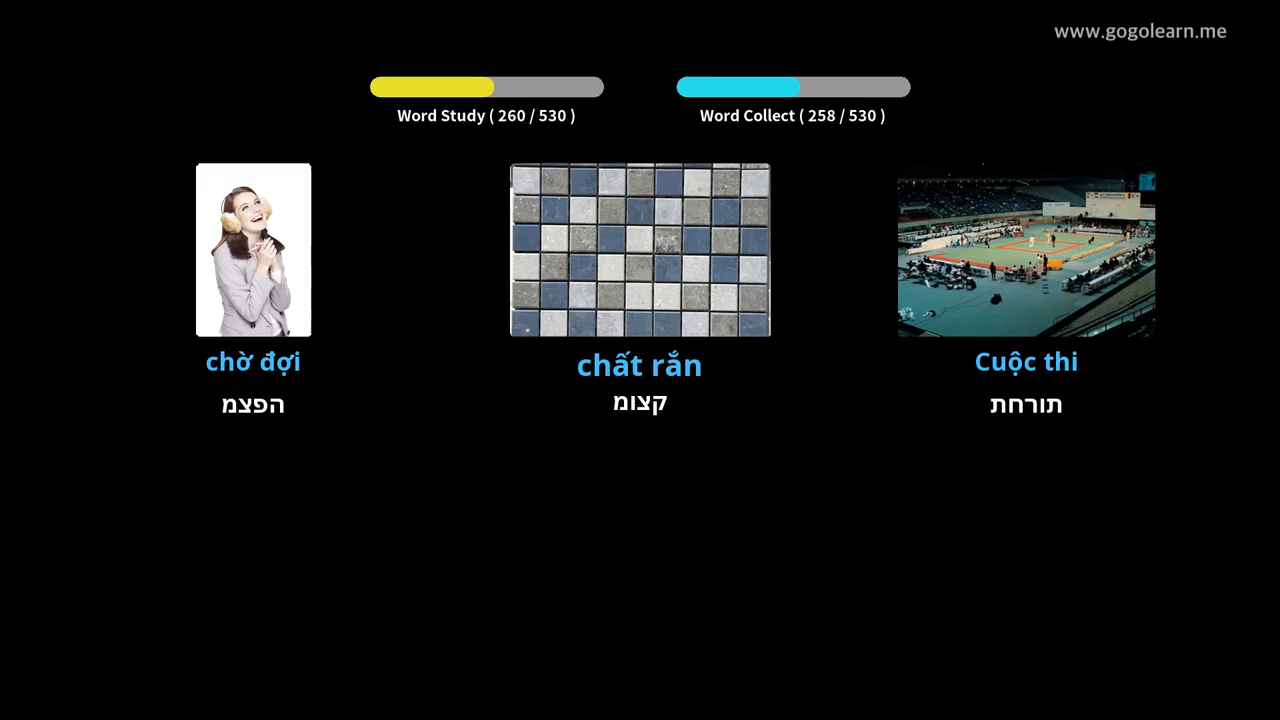 www.gogolearn.me
Word Study ( 260 / 530 )
Word Collect ( 258 / 530 )
chờ đợi
הפצמ
chất rắn
קצומ
Cuộc thi
תורחת